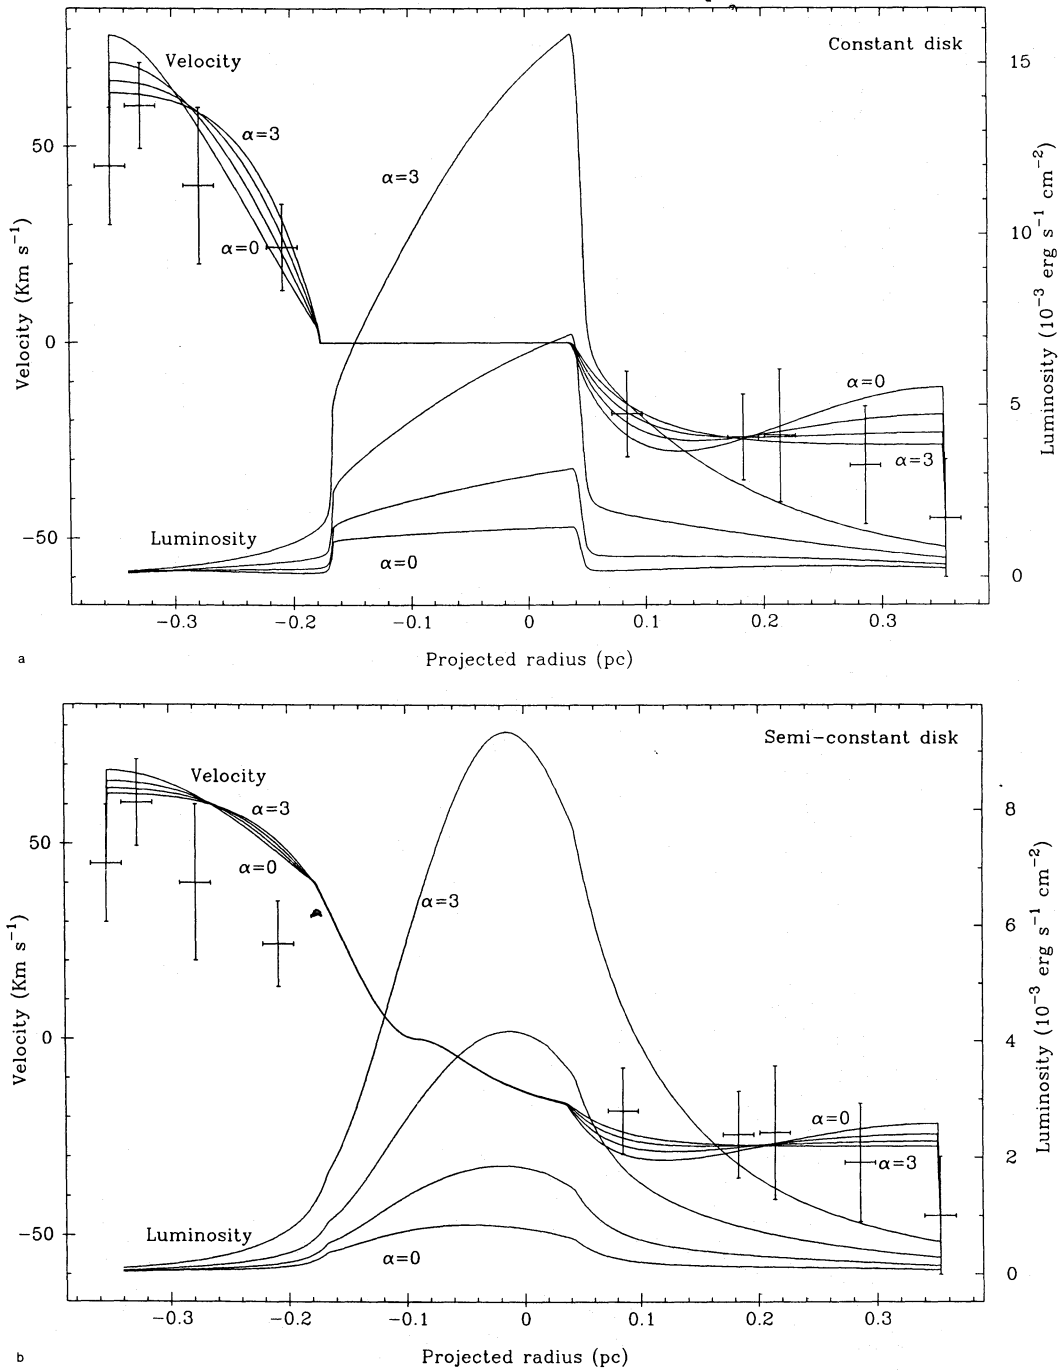 Constant disk
Velocity
α=3
α=0
α=3
α=0
α=3
Luminosity
α=0
50
0
−50
Velocity (Km s⁻¹)
15
10
5
0
Luminosity (10⁻³ erg s⁻¹ cm⁻²)
−0.3 −0.2 −0.1 0 0.1 0.2 0.3
Projected radius (pc)
a
Semi−constant disk
Velocity
α=3
α=0
α=3
α=0
α=3
Luminosity
α=0
50
0
−50
Velocity (Km s⁻¹)
8
6
4
2
0
Luminosity (10⁻³ erg s⁻¹ cm⁻²)
−0.3 −0.2 −0.1 0 0.1 0.2 0.3
Projected radius (pc)
b